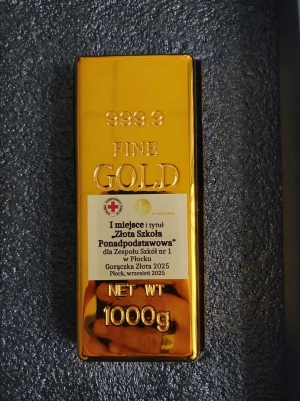 999.9
FINE
GOLD
I miejsce i tytuł
„Złota Szkoła
Ponadpodstawowa”
dla Zespołu Szkół nr 1
w Płocku
Gorączka Złota 2025
Płock, wrzesień 2025
NET WT
1000g